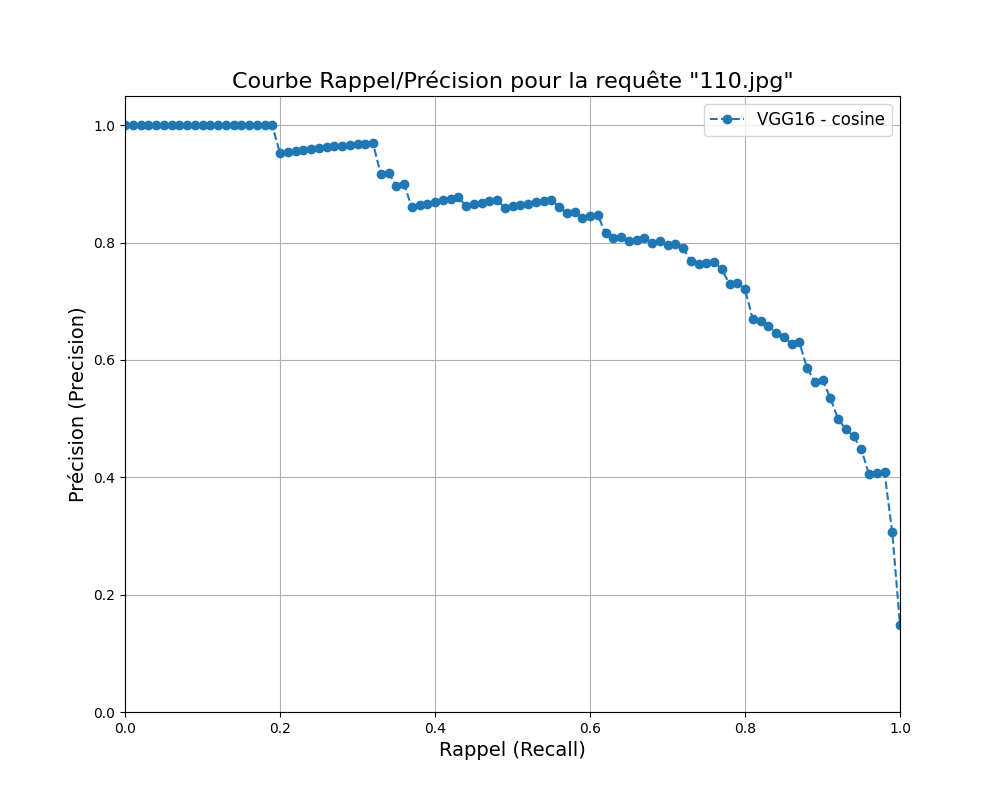 Courbe Rappel/Précision pour la requête "110.jpg"
VGG16 - cosine
Précision (Precision)
1.0
0.8
0.6
0.4
0.2
0.0
0.0 0.2 0.4 0.6 0.8 1.0
Rappel (Recall)